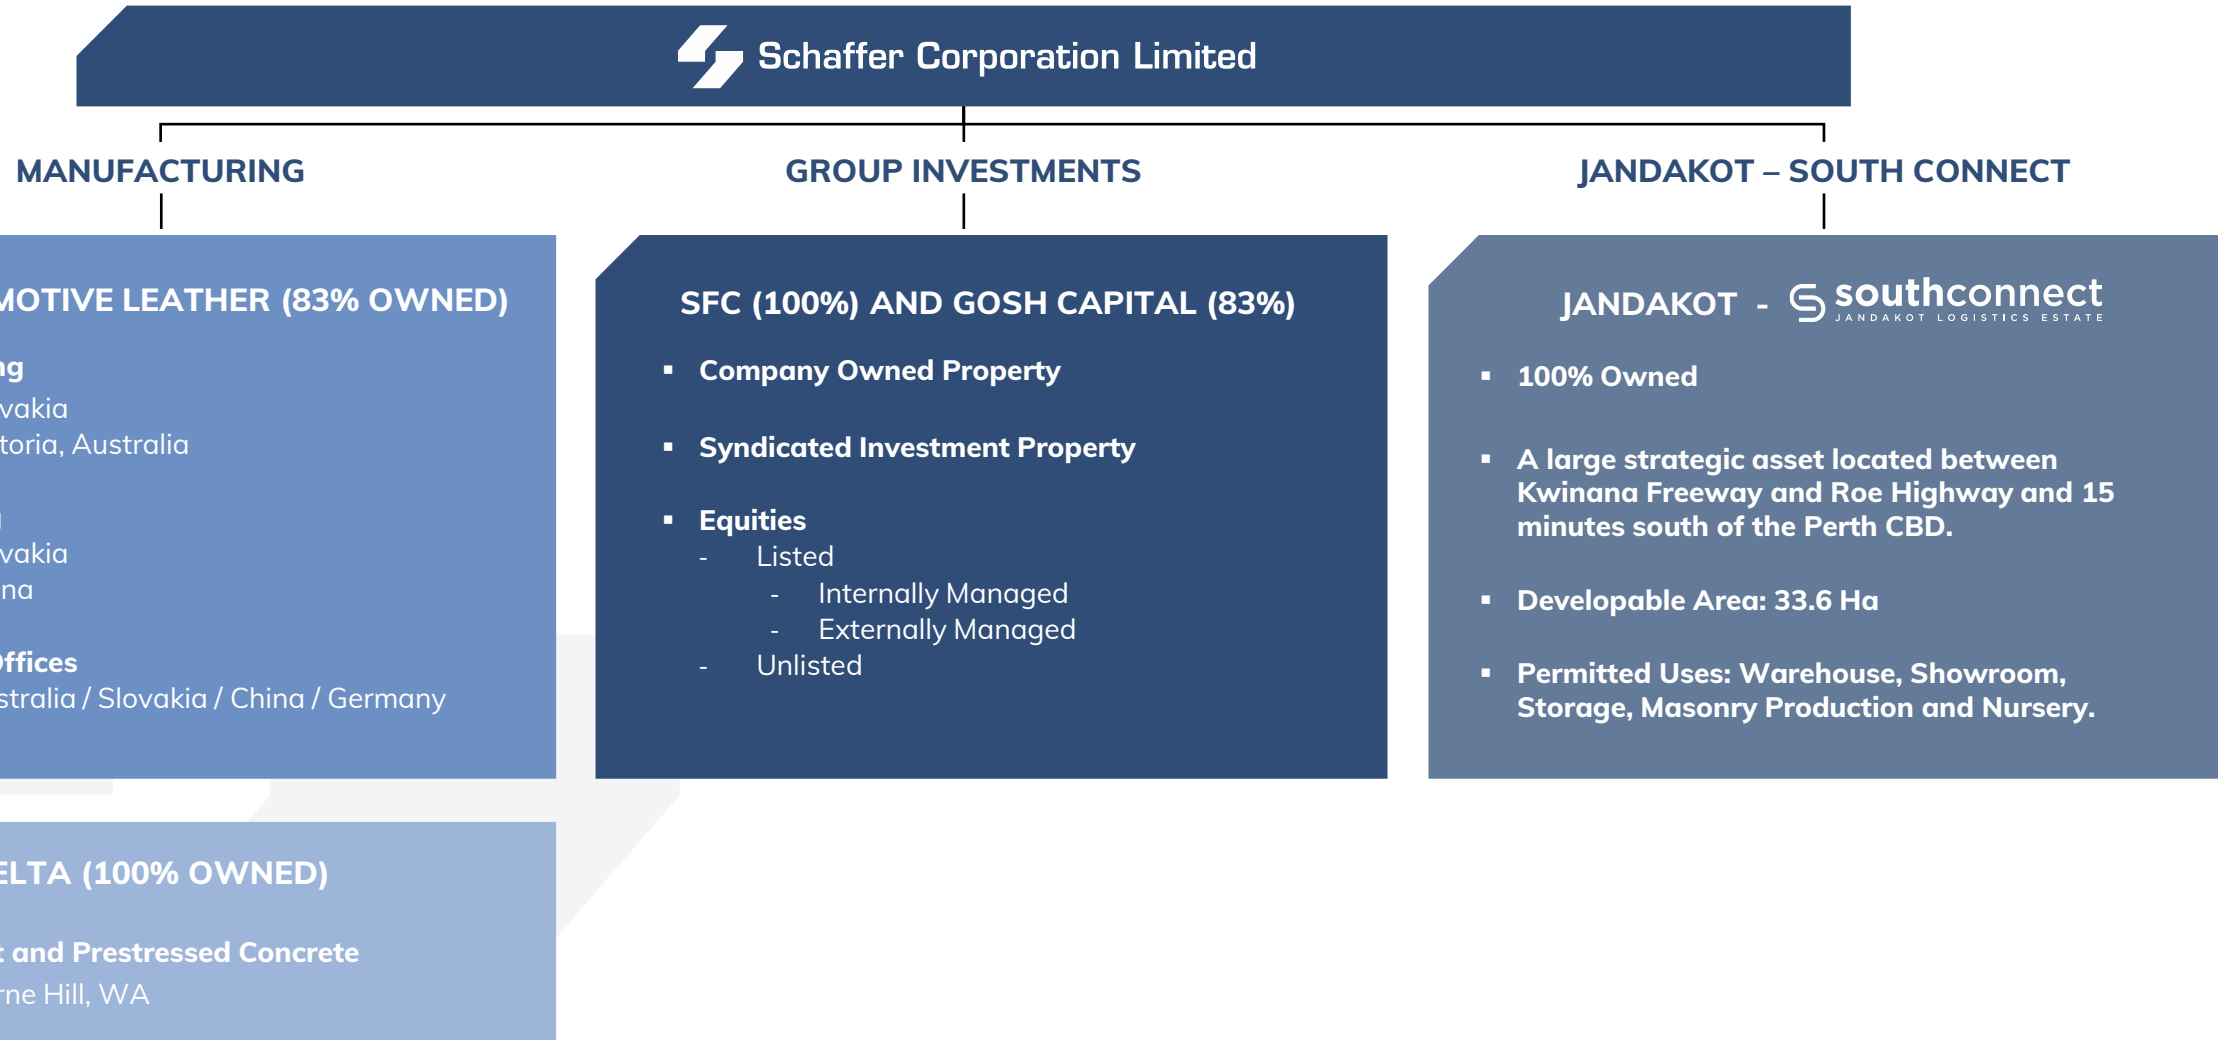 Schaffer Corporation Limited
MANUFACTURING
MOTIVE LEATHER (83% OWNED)
ng
vakia
toria, Australia
vakia
na
Offices
stralia / Slovakia / China / Germany
ELTA (100% OWNED)
t and Prestressed Concrete
rne Hill, WA
GROUP INVESTMENTS
SFC (100%) AND GOSH CAPITAL (83%)
▪ Company Owned Property
▪ Syndicated Investment Property
▪ Equities
- Listed
- Internally Managed
- Externally Managed
- Unlisted
JANDAKOT – SOUTH CONNECT
JANDAKOT - southconnect
JANDAKOT LOGISTICS ESTATE
▪ 100% Owned
▪ A large strategic asset located between
Kwinana Freeway and Roe Highway and 15
minutes south of the Perth CBD.
▪ Developable Area: 33.6 Ha
▪ Permitted Uses: Warehouse, Showroom,
Storage, Masonry Production and Nursery.